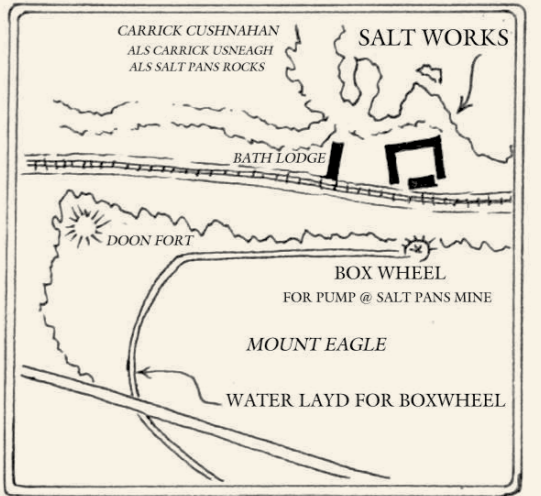 CARRICK CUSHNAHAN
ALS CARRICK USNEAGH
ALS SALT PANS ROCKS
SALT WORKS
BATH LODGE
DOON FORT
BOX WHEEL
FOR PUMP @ SALT PANS MINE
MOUNT EAGLE
WATER LAYD FOR BOXWHEEL